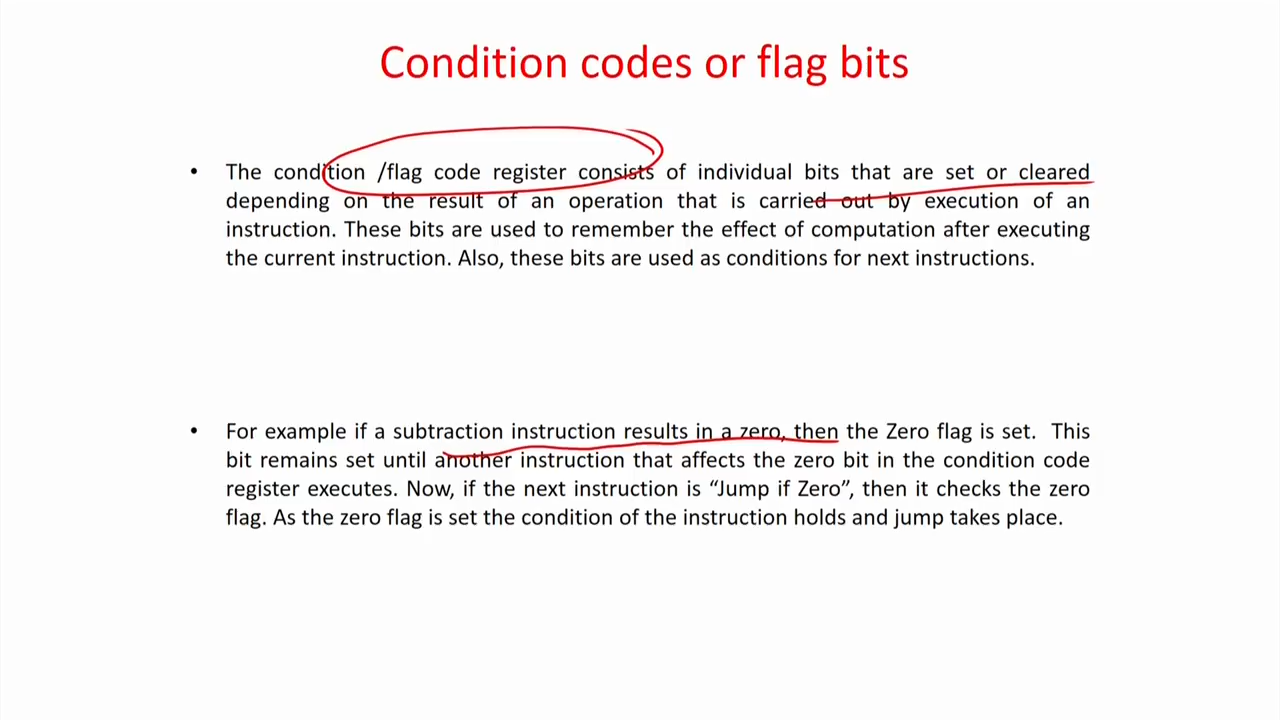 Condition codes or flag bits
• The condition /flag code register consists of individual bits that are set or cleared
depending on the result of an operation that is carried out by execution of an
instruction. These bits are used to remember the effect of computation after executing
the current instruction. Also, these bits are used as conditions for next instructions.
• For example if a subtraction instruction results in a zero, then the Zero flag is set. This
bit remains set until another instruction that affects the zero bit in the condition code
register executes. Now, if the next instruction is “Jump if Zero”, then it checks the zero
flag. As the zero flag is set the condition of the instruction holds and jump takes place.